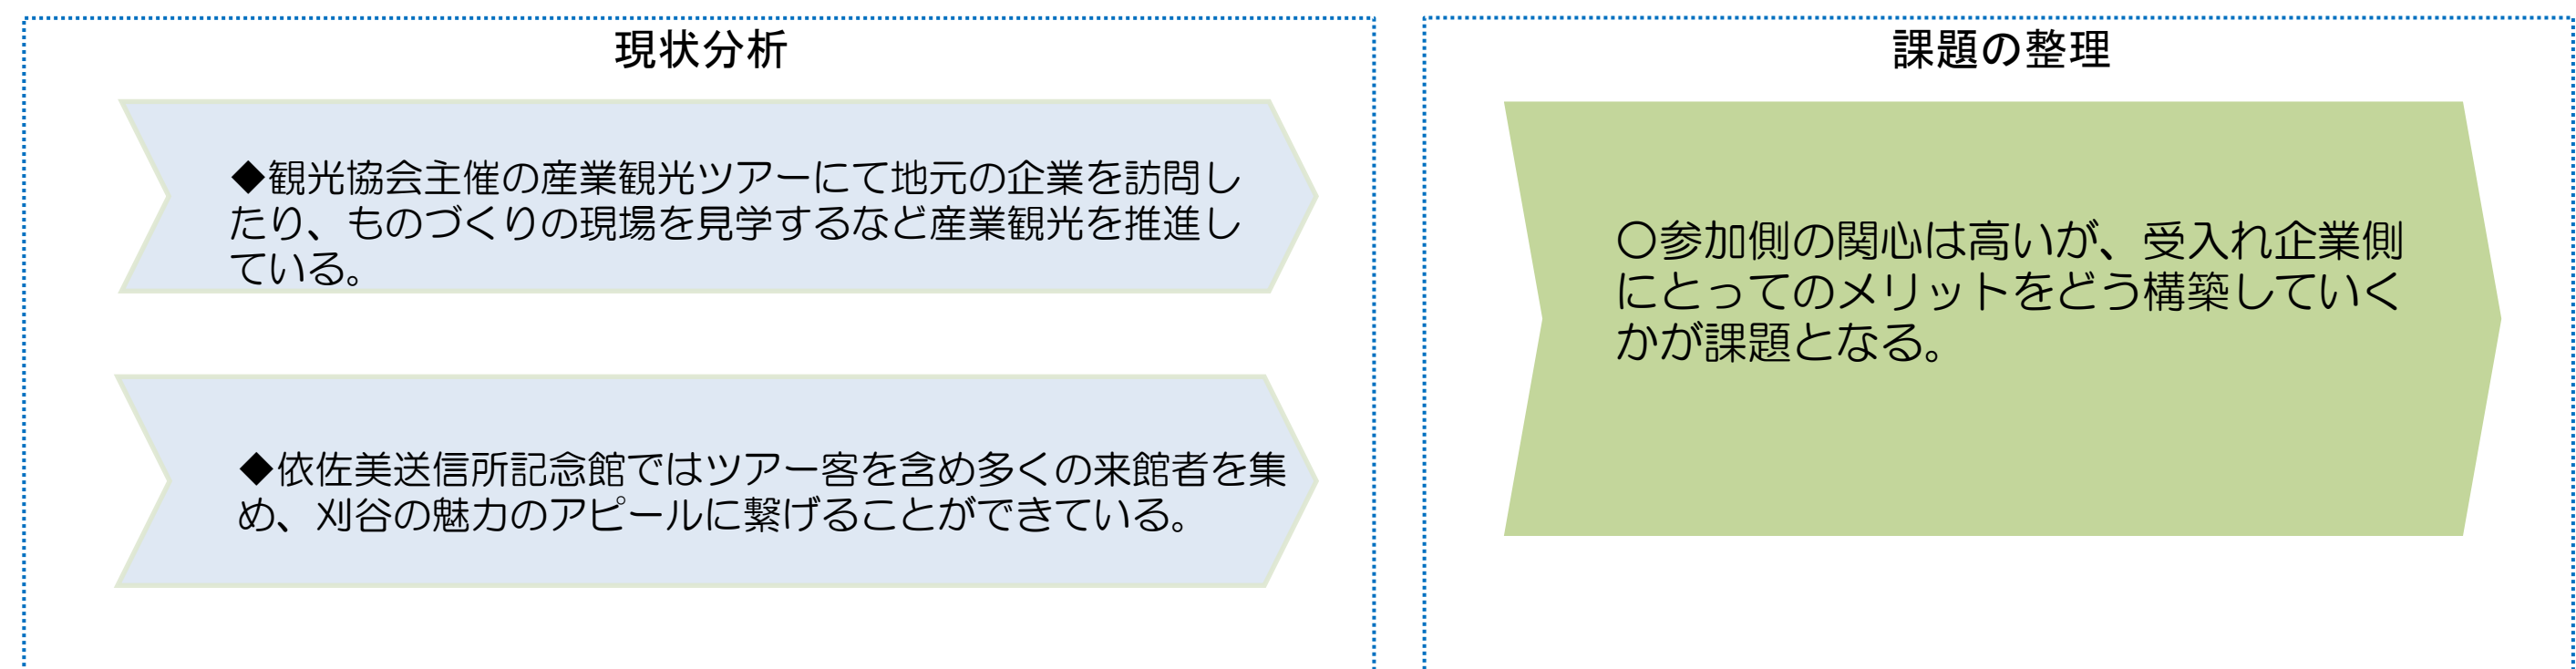 現状分析
◆観光協会主催の産業観光ツアーにて地元の企業を訪問し
たり、ものづくりの現場を見学するなど産業観光を推進し
ている。
◆依佐美送信所記念館ではツアー客を含め多くの来館者を集
め、刈谷の魅力のアピールに繋げることができている。
課題の整理
〇参加側の関心は高いが、受入れ企業側
にとってのメリットをどう構築していく
かが課題となる。